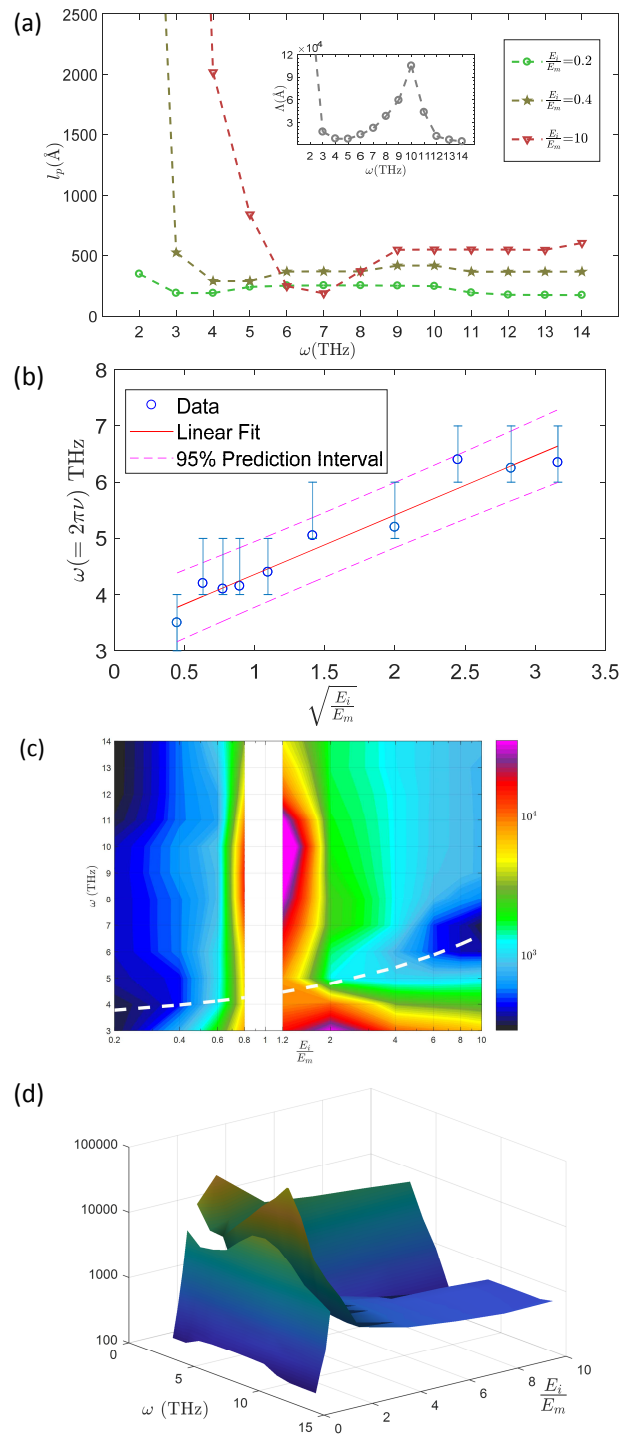 (a)
2500
2000
1500
1000
500
0
l_p(Å)
2 3 4 5 6 7 8 9 10 11 12 13 14
ω(THz)
×10⁴
12
9
6
3
Λ(Å)
2 3 4 5 6 7 8 9 10 11 12 13 14
ω(THz)
E_i/E_m=0.2
E_i/E_m=0.4
E_i/E_m=10
(b)
8
7
6
5
4
3
ω(= 2πν) THz
Data
Linear Fit
95% Prediction Interval
0 0.5 1 1.5 2 2.5 3 3.5
√(E_i/E_m)
(c)
14
13
12
11
10
9
8
7
6
5
4
3
ω (THz)
0.2 0.4 0.6 0.8 1 1.2 2 4 6 8 10
E_i/E_m
10⁴
10³
(d)
100000
10000
1000
100
0 5 10 15
ω (THz)
0 2 4 6 8 10
E_i/E_m